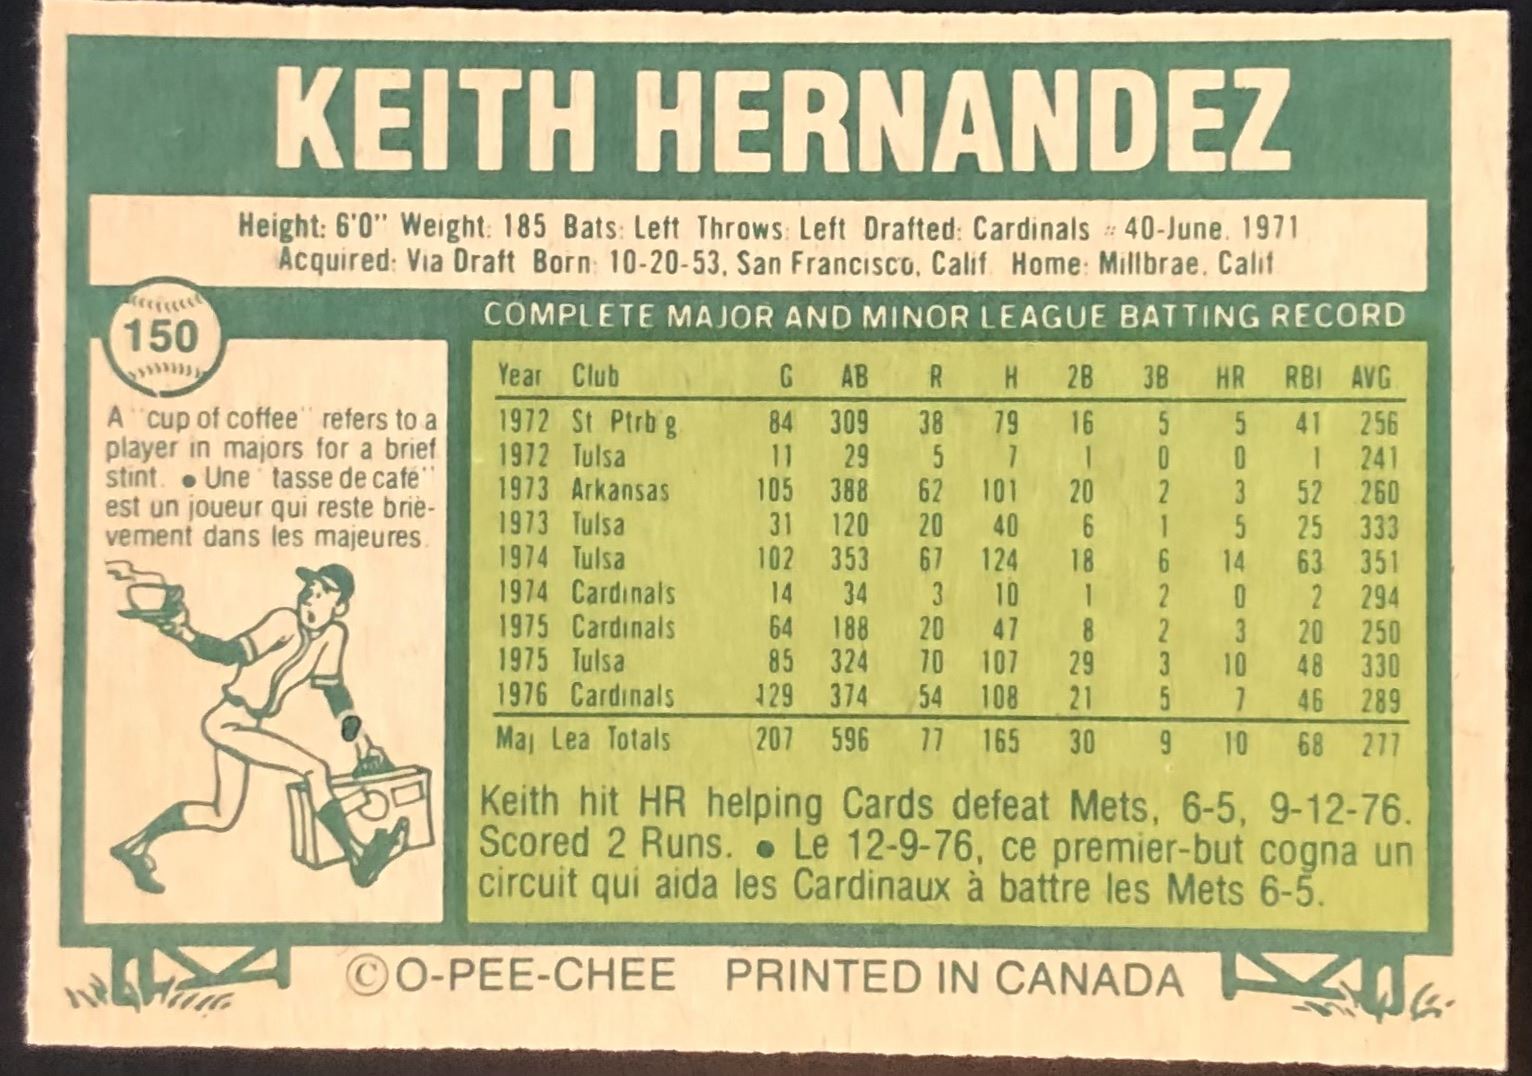 KEITH HERNANDEZ
Height: 6'0" Weight: 185 Bats: Left Throws: Left Drafted: Cardinals #40-June, 1971
Acquired: Via Draft Born: 10-20-53, San Francisco, Calif Home: Millbrae, Calif
150
COMPLETE MAJOR AND MINOR LEAGUE BATTING RECORD
A "cup of coffee" refers to a
player in majors for a brief
stint. ● Une "tasse de café"
est un joueur qui reste briè-
vement dans les majeures.
Year Club G AB R H 2B 3B HR RBI AVG.
1972 St. Ptrb'g 84 309 38 79 16 5 5 41 .256
1972 Tulsa 11 29 5 7 1 0 0 1 .241
1973 Arkansas 105 388 62 101 20 2 3 52 .260
1973 Tulsa 31 120 20 40 6 1 5 25 .333
1974 Tulsa 102 353 67 124 18 6 14 63 .351
1974 Cardinals 14 34 3 10 1 2 0 2 .294
1975 Cardinals 64 188 20 47 8 2 3 20 .250
1975 Tulsa 85 324 70 107 29 3 10 48 .330
1976 Cardinals 129 374 54 108 21 5 7 46 .289
Maj. Lea. Totals 207 596 77 165 30 9 10 68 .277
Keith hit HR helping Cards defeat Mets, 6-5, 9-12-76.
Scored 2 Runs. ● Le 12-9-76, ce premier-but cogna un
circuit qui aida les Cardinaux à battre les Mets 6-5.
©O-PEE-CHEE PRINTED IN CANADA